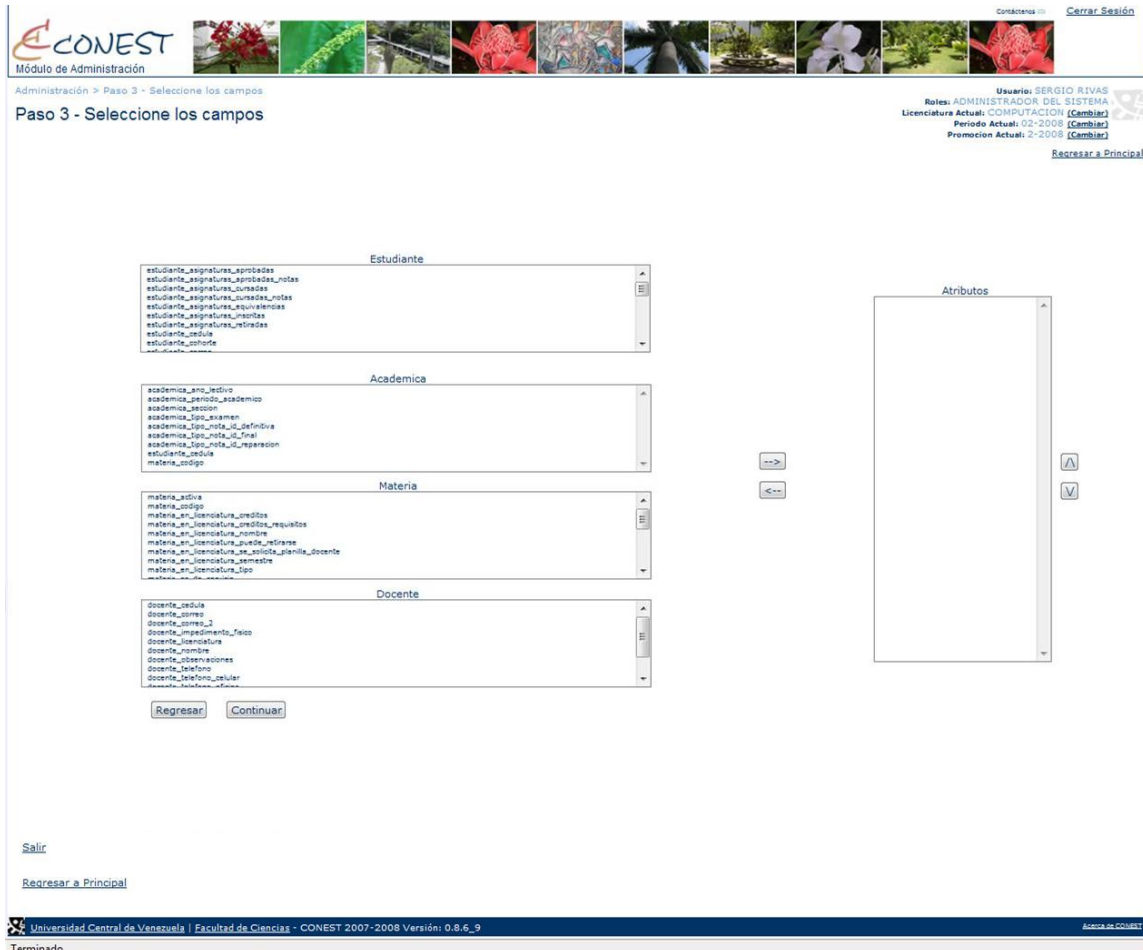 Contáctenos
Cerrar Sesión
CONEST
Módulo de Administración
Administración > Paso 3 - Seleccione los campos
Paso 3 - Seleccione los campos
Usuario: SERGIO RIVAS
Roles: ADMINISTRADOR DEL SISTEMA
Licenciatura Actual: COMPUTACION (Cambiar)
Periodo Actual: 02-2008 (Cambiar)
Promocion Actual: 2-2008 (Cambiar)
Regresar a Principal
Estudiante
estudiante_asignaturas_aprobadas
estudiante_asignaturas_aprobadas_notas
estudiante_asignaturas_cursadas
estudiante_asignaturas_cursadas_notas
estudiante_asignaturas_equivalencias
estudiante_asignaturas_inscritas
estudiante_asignaturas_retiradas
estudiante_cedula
estudiante_cohorte
Academica
academica_ano_lectivo
academica_periodo_academico
academica_seccion
academica_tipo_examen
academica_tipo_nota_id_definitiva
academica_tipo_nota_id_final
academica_tipo_nota_id_reparacion
estudiante_cedula
materia_codigo
Materia
materia_activa
materia_codigo
materia_en_licenciatura_creditos
materia_en_licenciatura_creditos_requisitos
materia_en_licenciatura_nombre
materia_en_licenciatura_puede_retirarse
materia_en_licenciatura_se_solicita_planilla_docente
materia_en_licenciatura_semestre
materia_en_licenciatura_tipo
Docente
docente_cedula
docente_correo
docente_correo_2
docente_impedimento_fisico
docente_licenciatura
docente_nombre
docente_observaciones
docente_telefono
docente_telefono_celular
Atributos
-->
<--
/\
\/
Regresar
Continuar
Salir
Regresar a Principal
Universidad Central de Venezuela | Facultad de Ciencias - CONEST 2007-2008 Versión: 0.8.6_9
Acerca de CONEST
Terminado